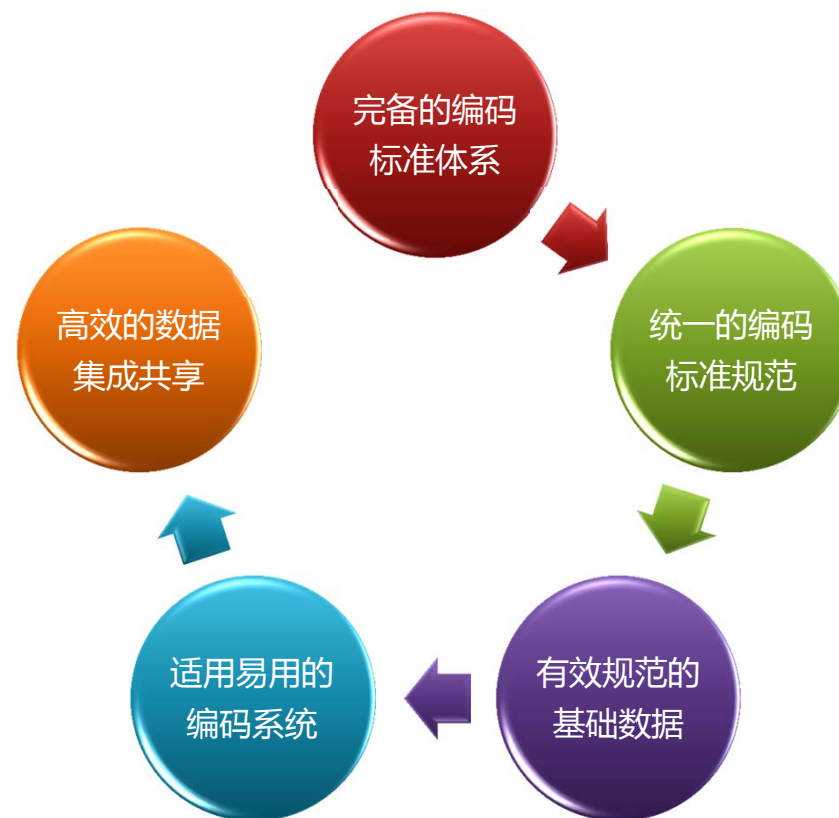 完备的编码
标准体系
统一的编码
标准规范
有效规范的
基础数据
适用易用的
编码系统
高效的数据
集成共享